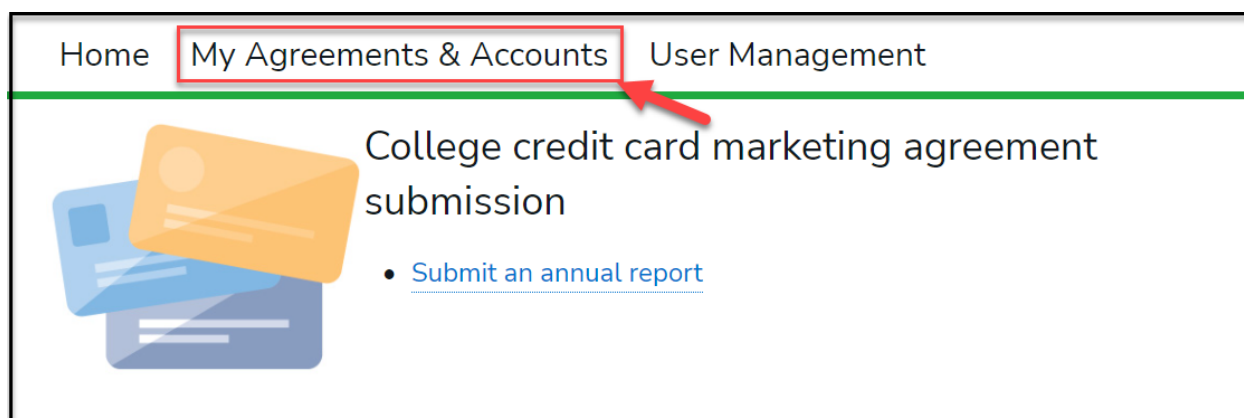 Home My Agreements & Accounts User Management
College credit card marketing agreement
submission
• Submit an annual report